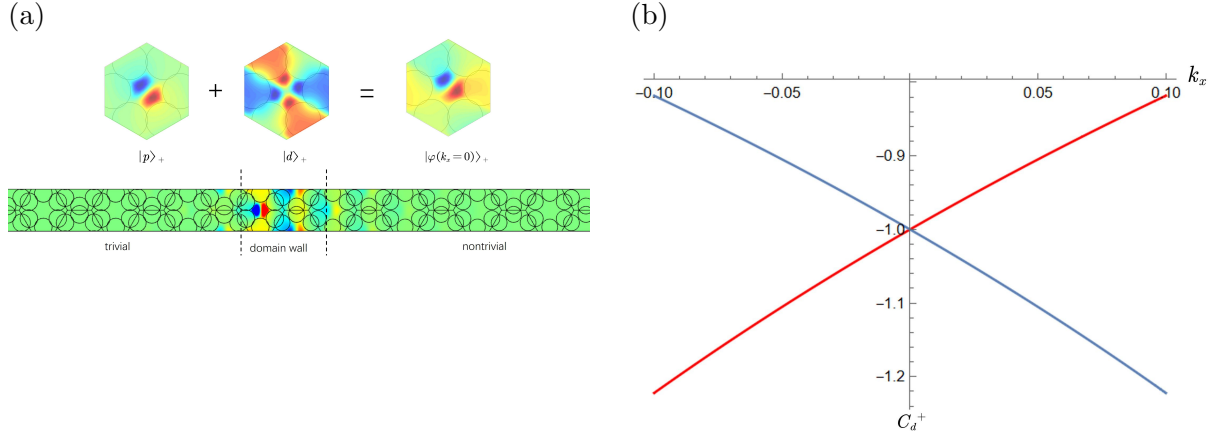 (a)
+ =
|p⟩₊ |d⟩₊ |φ(kₓ=0)⟩₊
trivial domain wall nontrivial
(b)
kₓ
-0.10 -0.05 0.05 0.10
-0.9
-1.0
-1.1
-1.2
C_d⁺